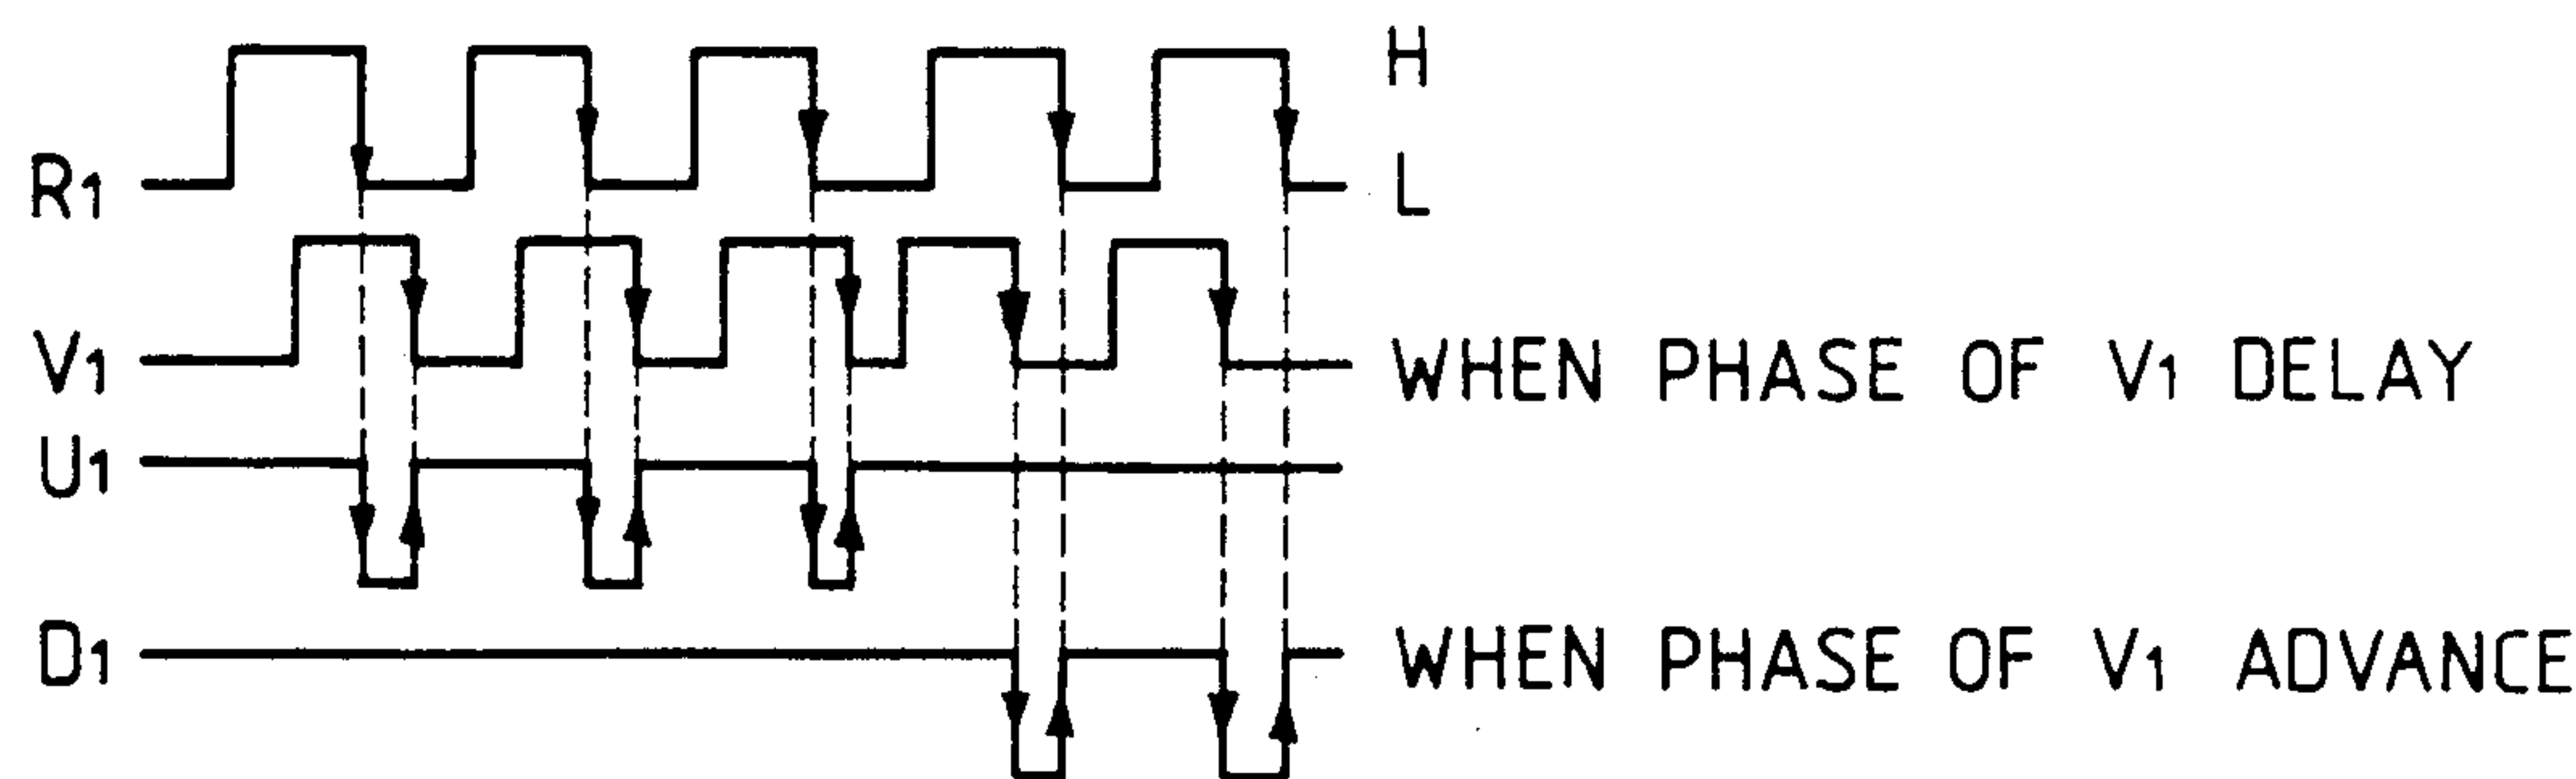 H
R1 L
V1 WHEN PHASE OF V1 DELAY
U1
D1 WHEN PHASE OF V1 ADVANCE